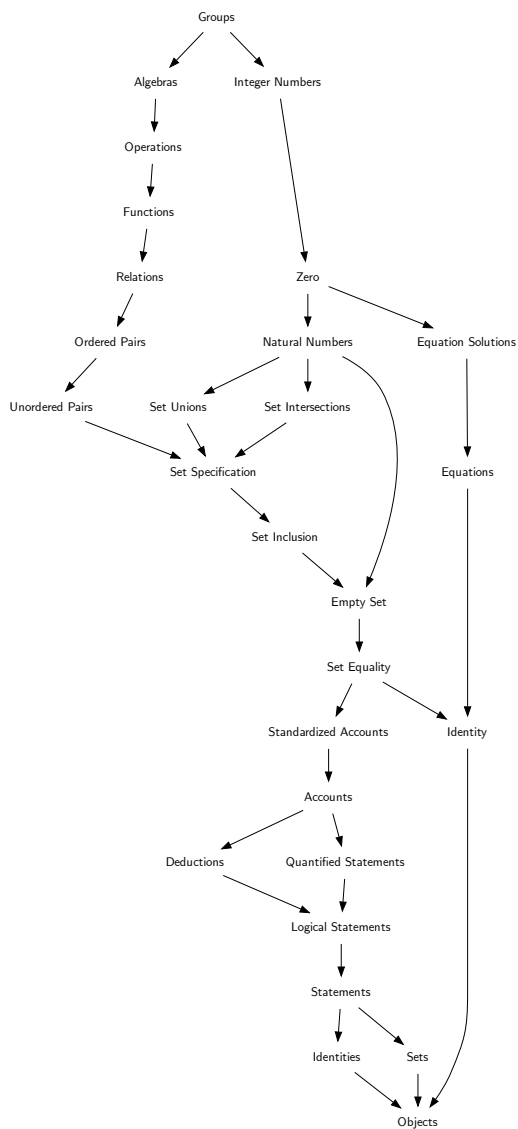 Groups
Algebras
Integer Numbers
Operations
Functions
Relations
Zero
Ordered Pairs
Natural Numbers
Equation Solutions
Unordered Pairs
Set Unions
Set Intersections
Set Specification
Equations
Set Inclusion
Empty Set
Set Equality
Standardized Accounts
Identity
Accounts
Deductions
Quantified Statements
Logical Statements
Statements
Identities
Sets
Objects